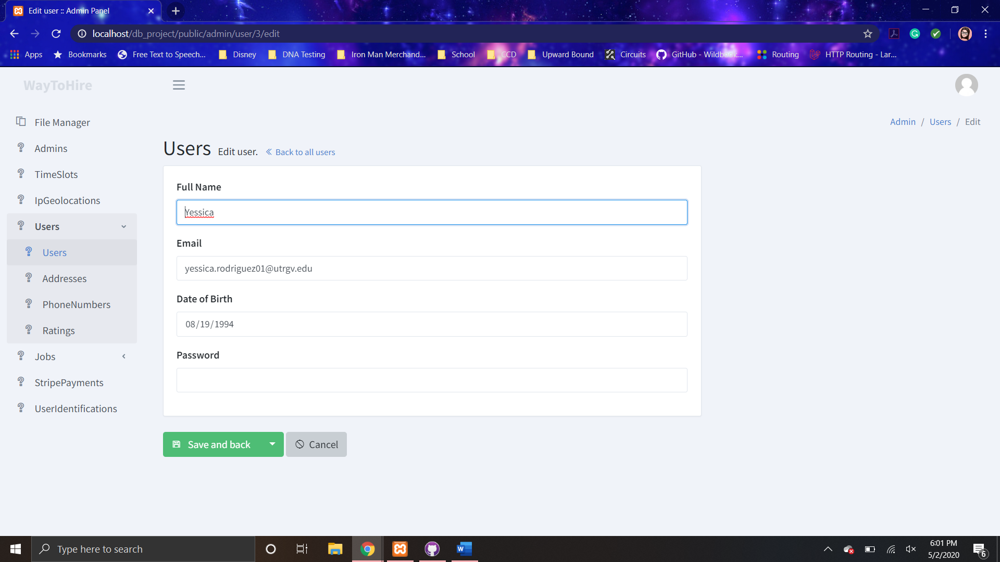 Edit user :: Admin Panel
localhost/db_project/public/admin/user/3/edit
Apps Bookmarks Free Text to Speech... Disney DNA Testing Iron Man Merchand... School CCD Upward Bound Circuits GitHub - Wildbook... Routing HTTP Routing - Lar...
WayToHire
File Manager
Admin / Users / Edit
Admins
Users Edit user. « Back to all users
TimeSlots
Full Name
IpGeolocations
Yessica
Users
Email
Users
yessica.rodriguez01@utrgv.edu
Addresses
Date of Birth
PhoneNumbers
08/19/1994
Ratings
Password
Jobs
StripePayments
UserIdentifications
Save and back Cancel
Type here to search
6:01 PM
5/2/2020
6